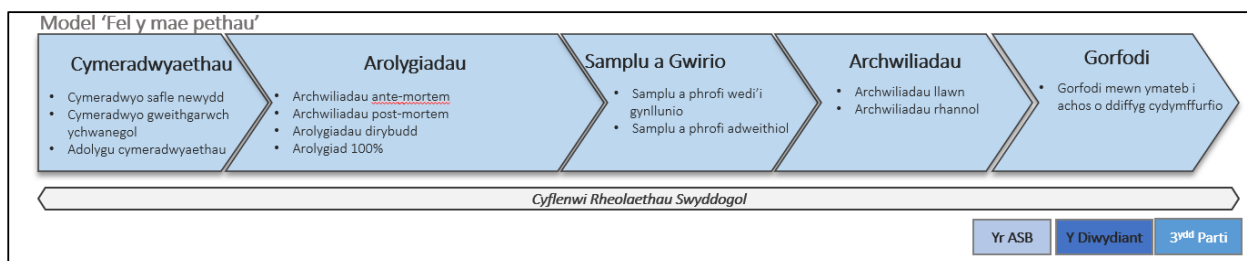 Model ‘Fel y mae pethau’
Cymeradwyaethau
• Cymeradwyo safle newydd
• Cymeradwyo gweithgarwch
ychwanegol
• Adolygu cymeradwyaethau
Arolygiadau
• Archwiliadau ante-mortem
• Archwiliadau post-mortem
• Arolygiadau dirybudd
• Arolygiad 100%
Samplu a Gwirio
• Samplu a phrofi wedi’i
gynllunio
• Samplu a phrofi adweithiol
Archwiliadau
• Archwiliadau llawn
• Archwiliadau rhannol
Gorfodi
• Gorfodi mewn ymateb i
achos o ddiffyg cydymffurfio
Cyflenwi Rheolaethau Swyddogol
Yr ASB
Y Diwydiant
3ydd Parti